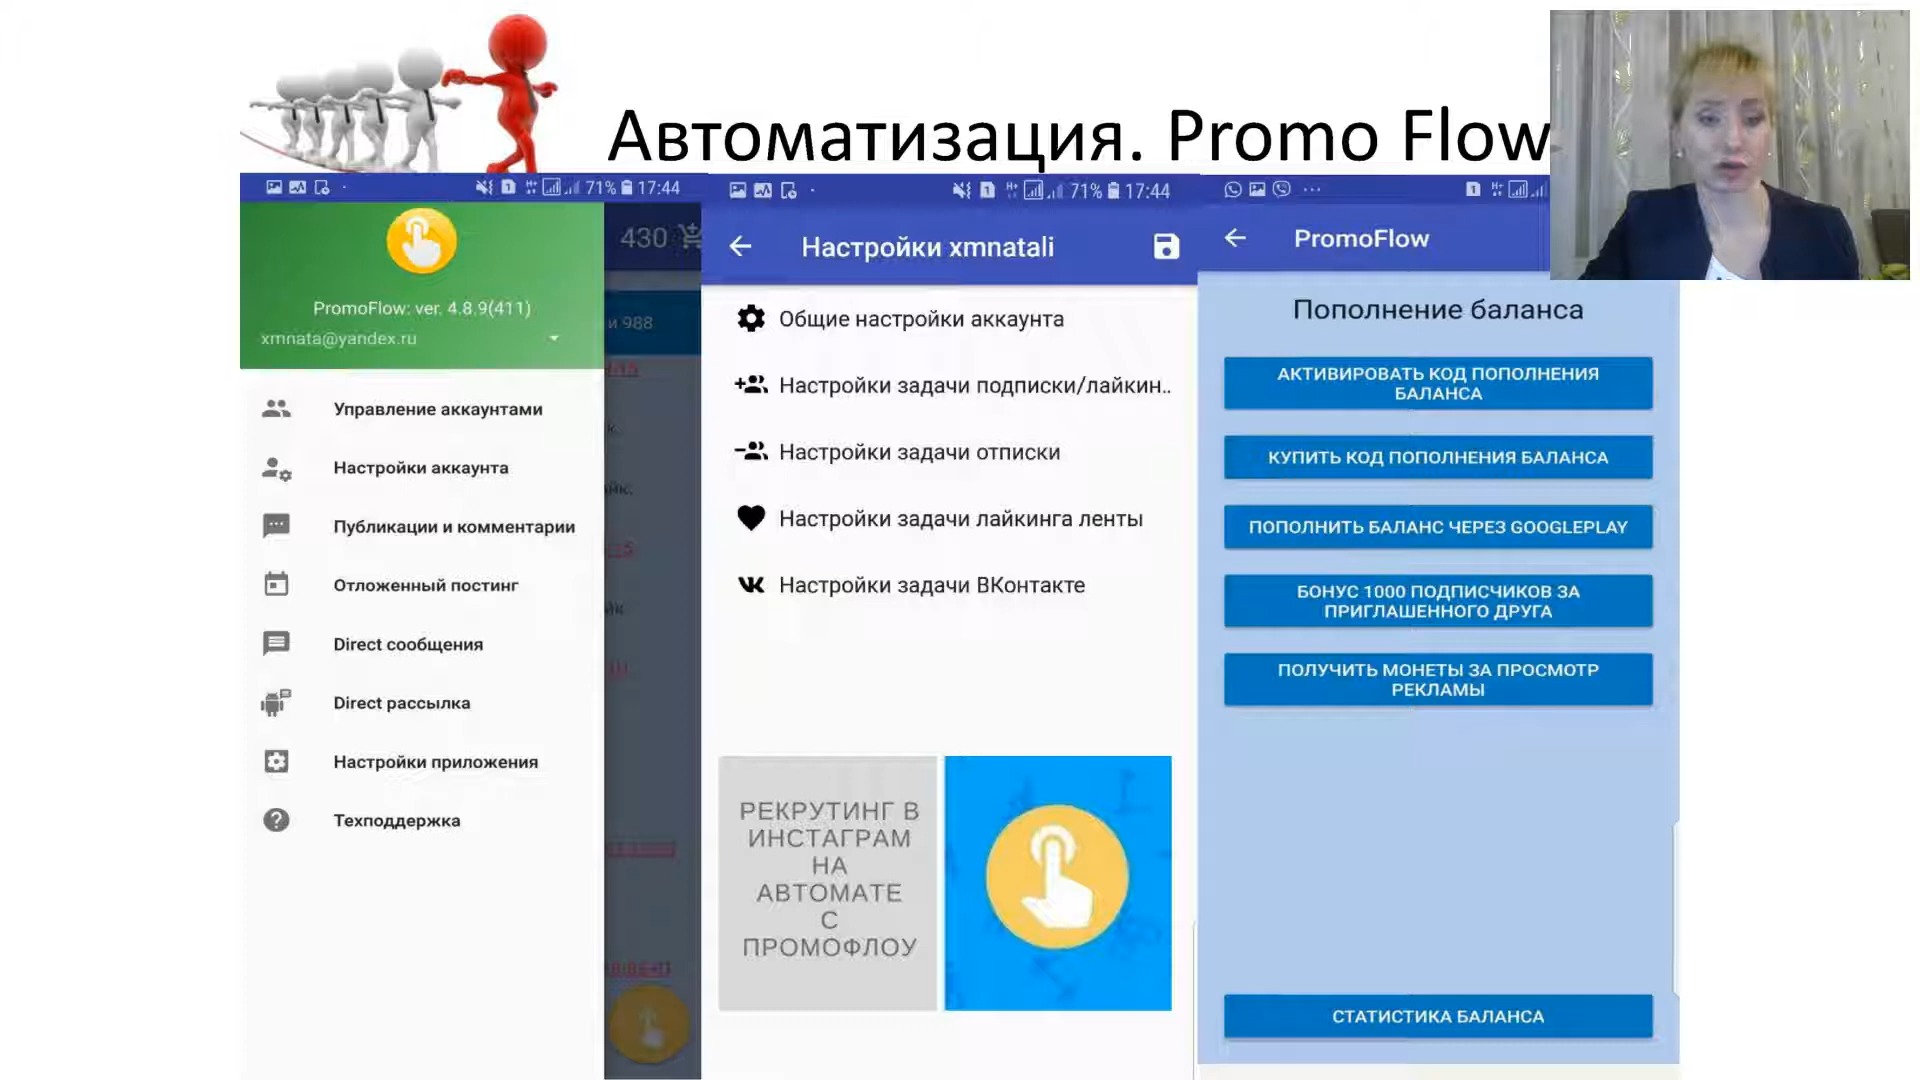 Автоматизация. Promo Flow
71% 17:44
PromoFlow: ver. 4.8.9(411)
xmnata@yandex.ru
Управление аккаунтами
Настройки аккаунта
Публикации и комментарии
Отложенный постинг
Direct сообщения
Direct рассылка
Настройки приложения
Техподдержка
430
и 988
71% 17:44
Настройки xmnatali
Общие настройки аккаунта
Настройки задачи подписки/лайкин..
Настройки задачи отписки
Настройки задачи лайкинга ленты
Настройки задачи ВКонтакте
РЕКРУТИНГ В
ИНСТАГРАМ
НА
АВТОМАТЕ
С
ПРОМОФЛОУ
PromoFlow
Пополнение баланса
АКТИВИРОВАТЬ КОД ПОПОЛНЕНИЯ
БАЛАНСА
КУПИТЬ КОД ПОПОЛНЕНИЯ БАЛАНСА
ПОПОЛНИТЬ БАЛАНС ЧЕРЕЗ GOOGLEPLAY
БОНУС 1000 ПОДПИСЧИКОВ ЗА
ПРИГЛАШЕННОГО ДРУГА
ПОЛУЧИТЬ МОНЕТЫ ЗА ПРОСМОТР
РЕКЛАМЫ
СТАТИСТИКА БАЛАНСА